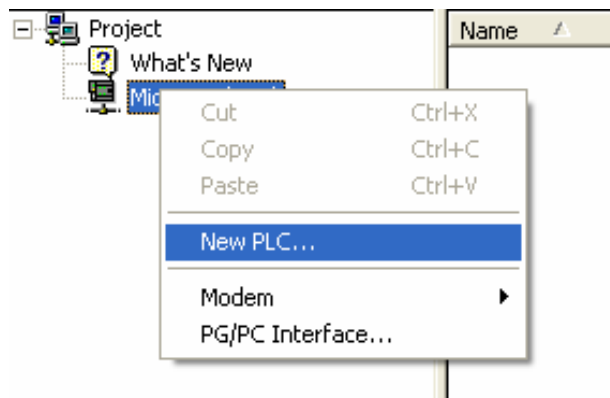 Project
Name
What's New
Cut Ctrl+X
Copy Ctrl+C
Paste Ctrl+V
New PLC...
Modem
PG/PC Interface...